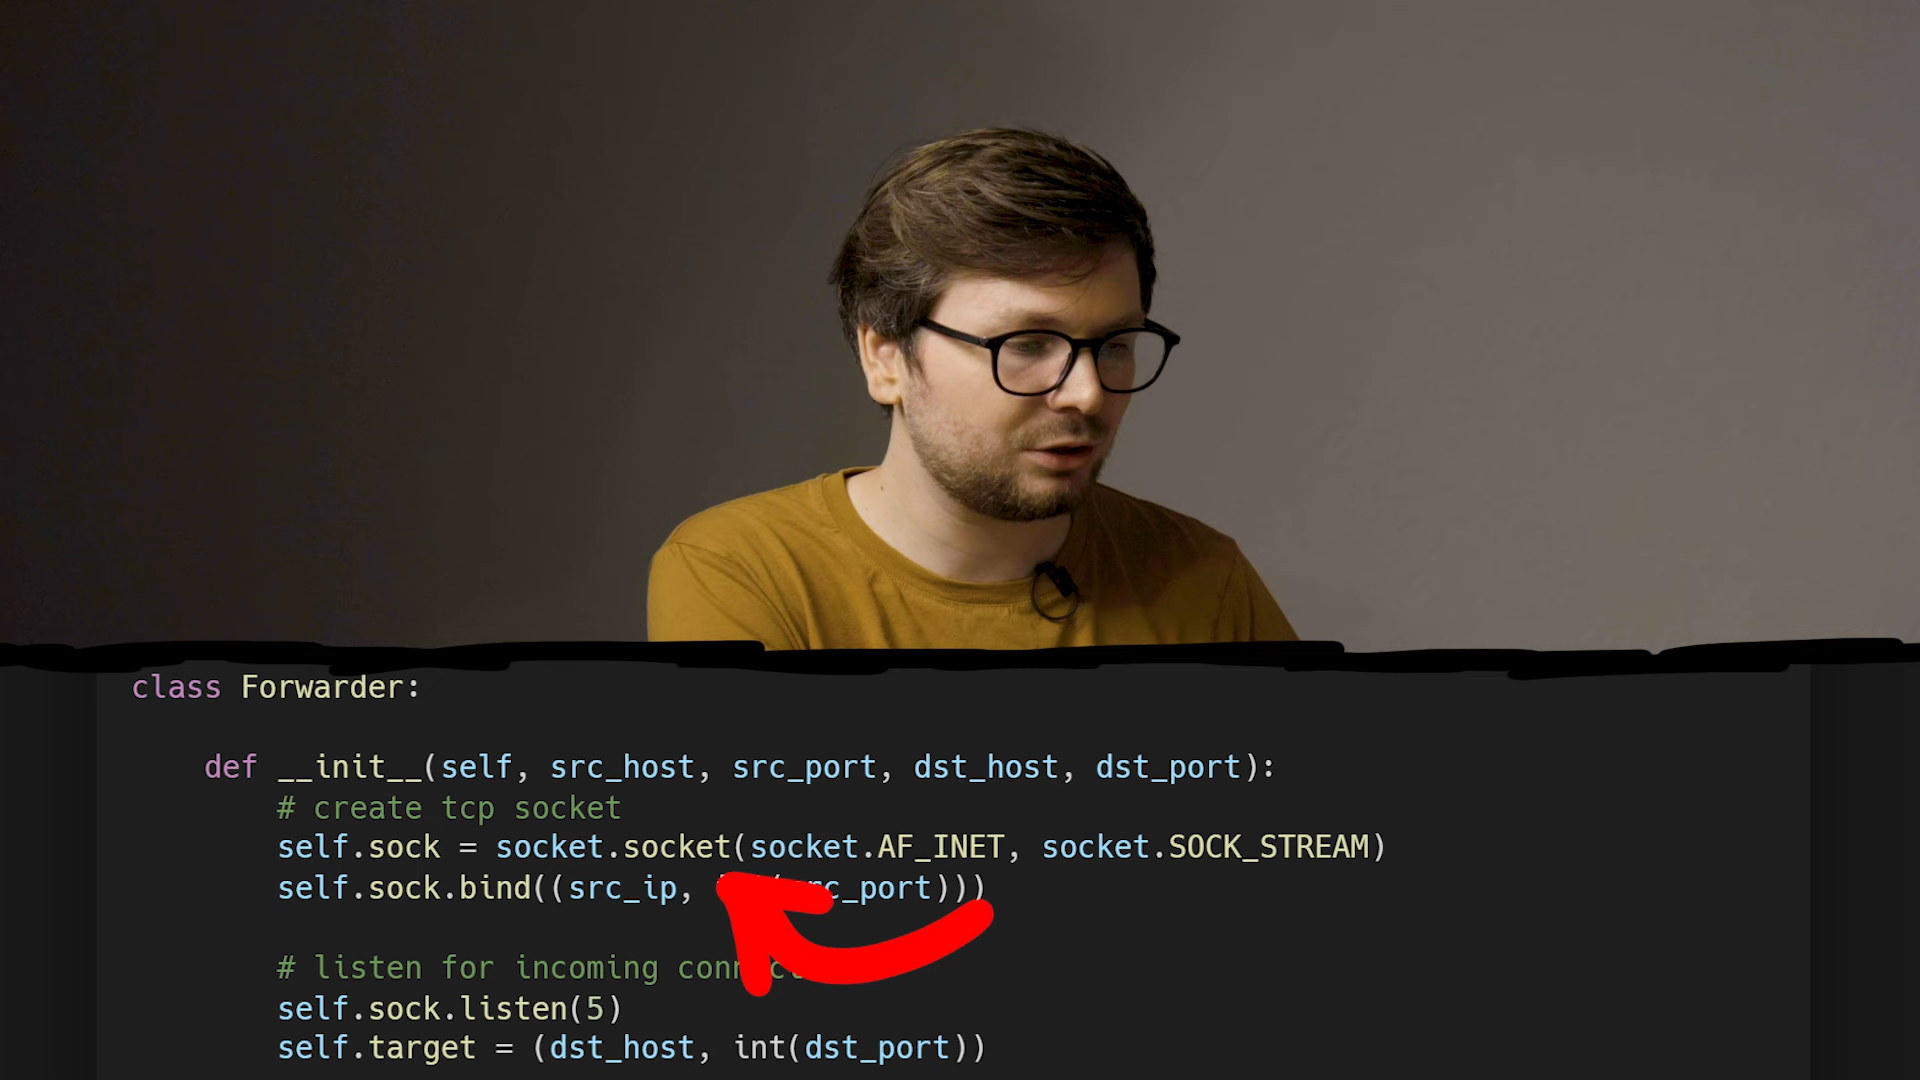 class Forwarder:
def __init__(self, src_host, src_port, dst_host, dst_port):
# create tcp socket
self.sock = socket.socket(socket.AF_INET, socket.SOCK_STREAM)
self.sock.bind((src_ip, c_port)))
# listen for incoming
self.sock.listen(5)
self.target = (dst_host, int(dst_port))